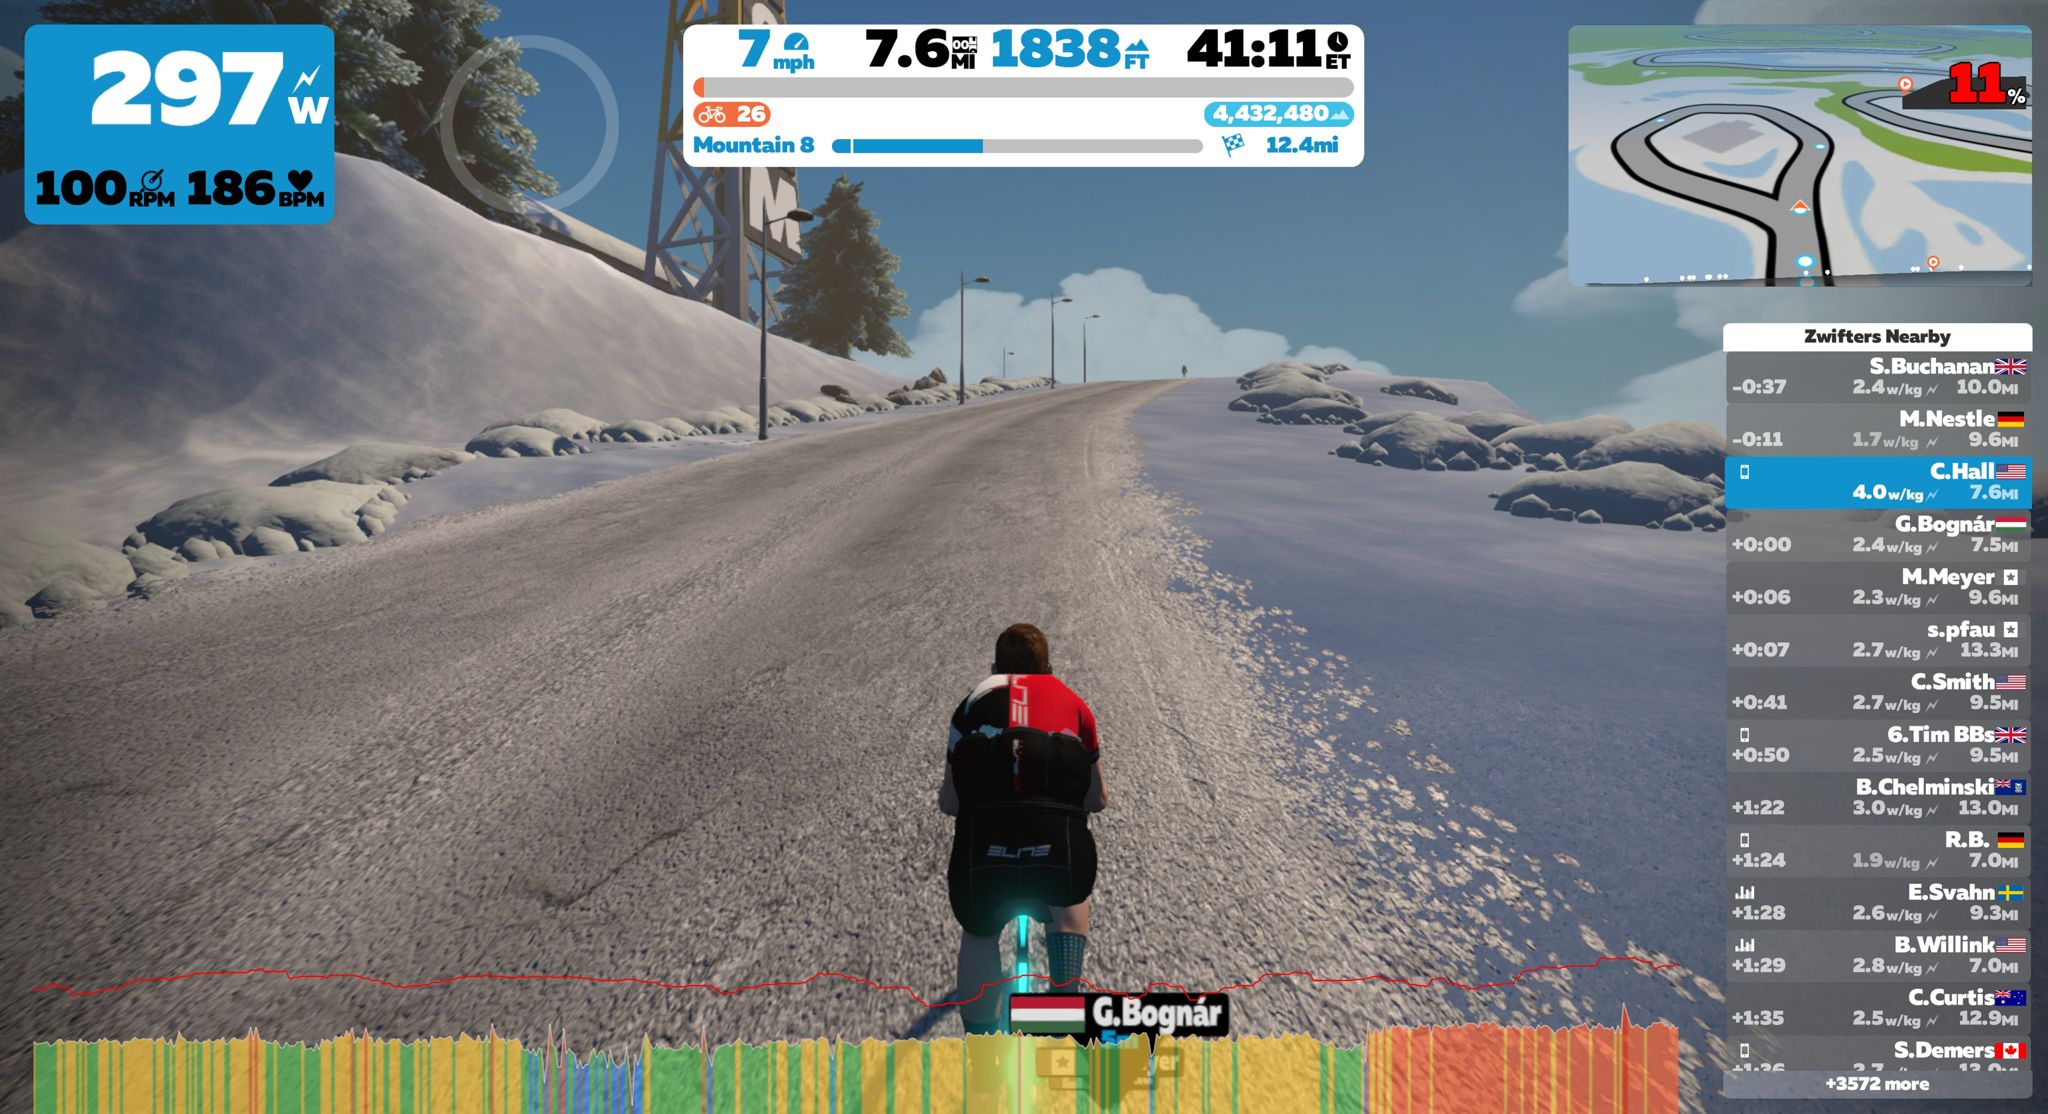 297 W
100 RPM 186 BPM
7 mph 7.6 MI 1838 FT 41:11 ET
26 4,432,480
Mountain 8 12.4mi
11%
M
Zwifters Nearby
S.Buchanan
-0:37 2.4w/kg 10.0MI
M.Nestle
-0:11 1.7w/kg 9.6MI
C.Hall
4.0w/kg 7.6MI
G.Bognár
+0:00 2.4w/kg 7.5MI
M.Meyer
+0:06 2.3w/kg 9.6MI
s.pfau
+0:07 2.7w/kg 13.3MI
C.Smith
+0:41 2.7w/kg 9.5MI
6.Tim BBs
+0:50 2.5w/kg 9.5MI
B.Chelminski
+1:22 3.0w/kg 13.0MI
R.B.
+1:24 1.9w/kg 7.0MI
E.Svahn
+1:28 2.6w/kg 9.3MI
B.Willink
+1:29 2.8w/kg 7.0MI
C.Curtis
+1:35 2.5w/kg 12.9MI
S.Demers
+3572 more
ELITE
ELITE
G.Bognár